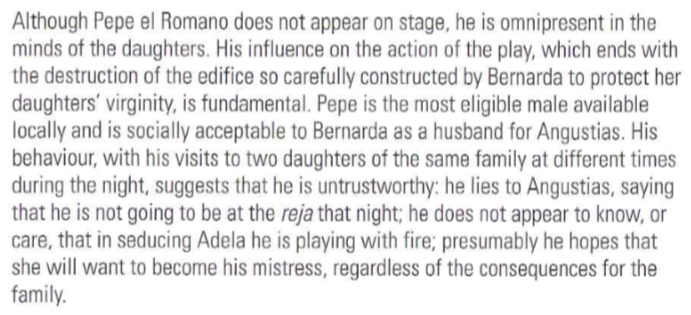 Although Pepe el Romano does not appear on stage, he is omnipresent in the
minds of the daughters. His influence on the action of the play, which ends with
the destruction of the edifice so carefully constructed by Bernarda to protect her
daughters' virginity, is fundamental. Pepe is the most eligible male available
locally and is socially acceptable to Bernarda as a husband for Angustias. His
behaviour, with his visits to two daughters of the same family at different times
during the night, suggests that he is untrustworthy: he lies to Angustias, saying
that he is not going to be at the reja that night; he does not appear to know, or
care, that in seducing Adela he is playing with fire; presumably he hopes that
she will want to become his mistress, regardless of the consequences for the
family.